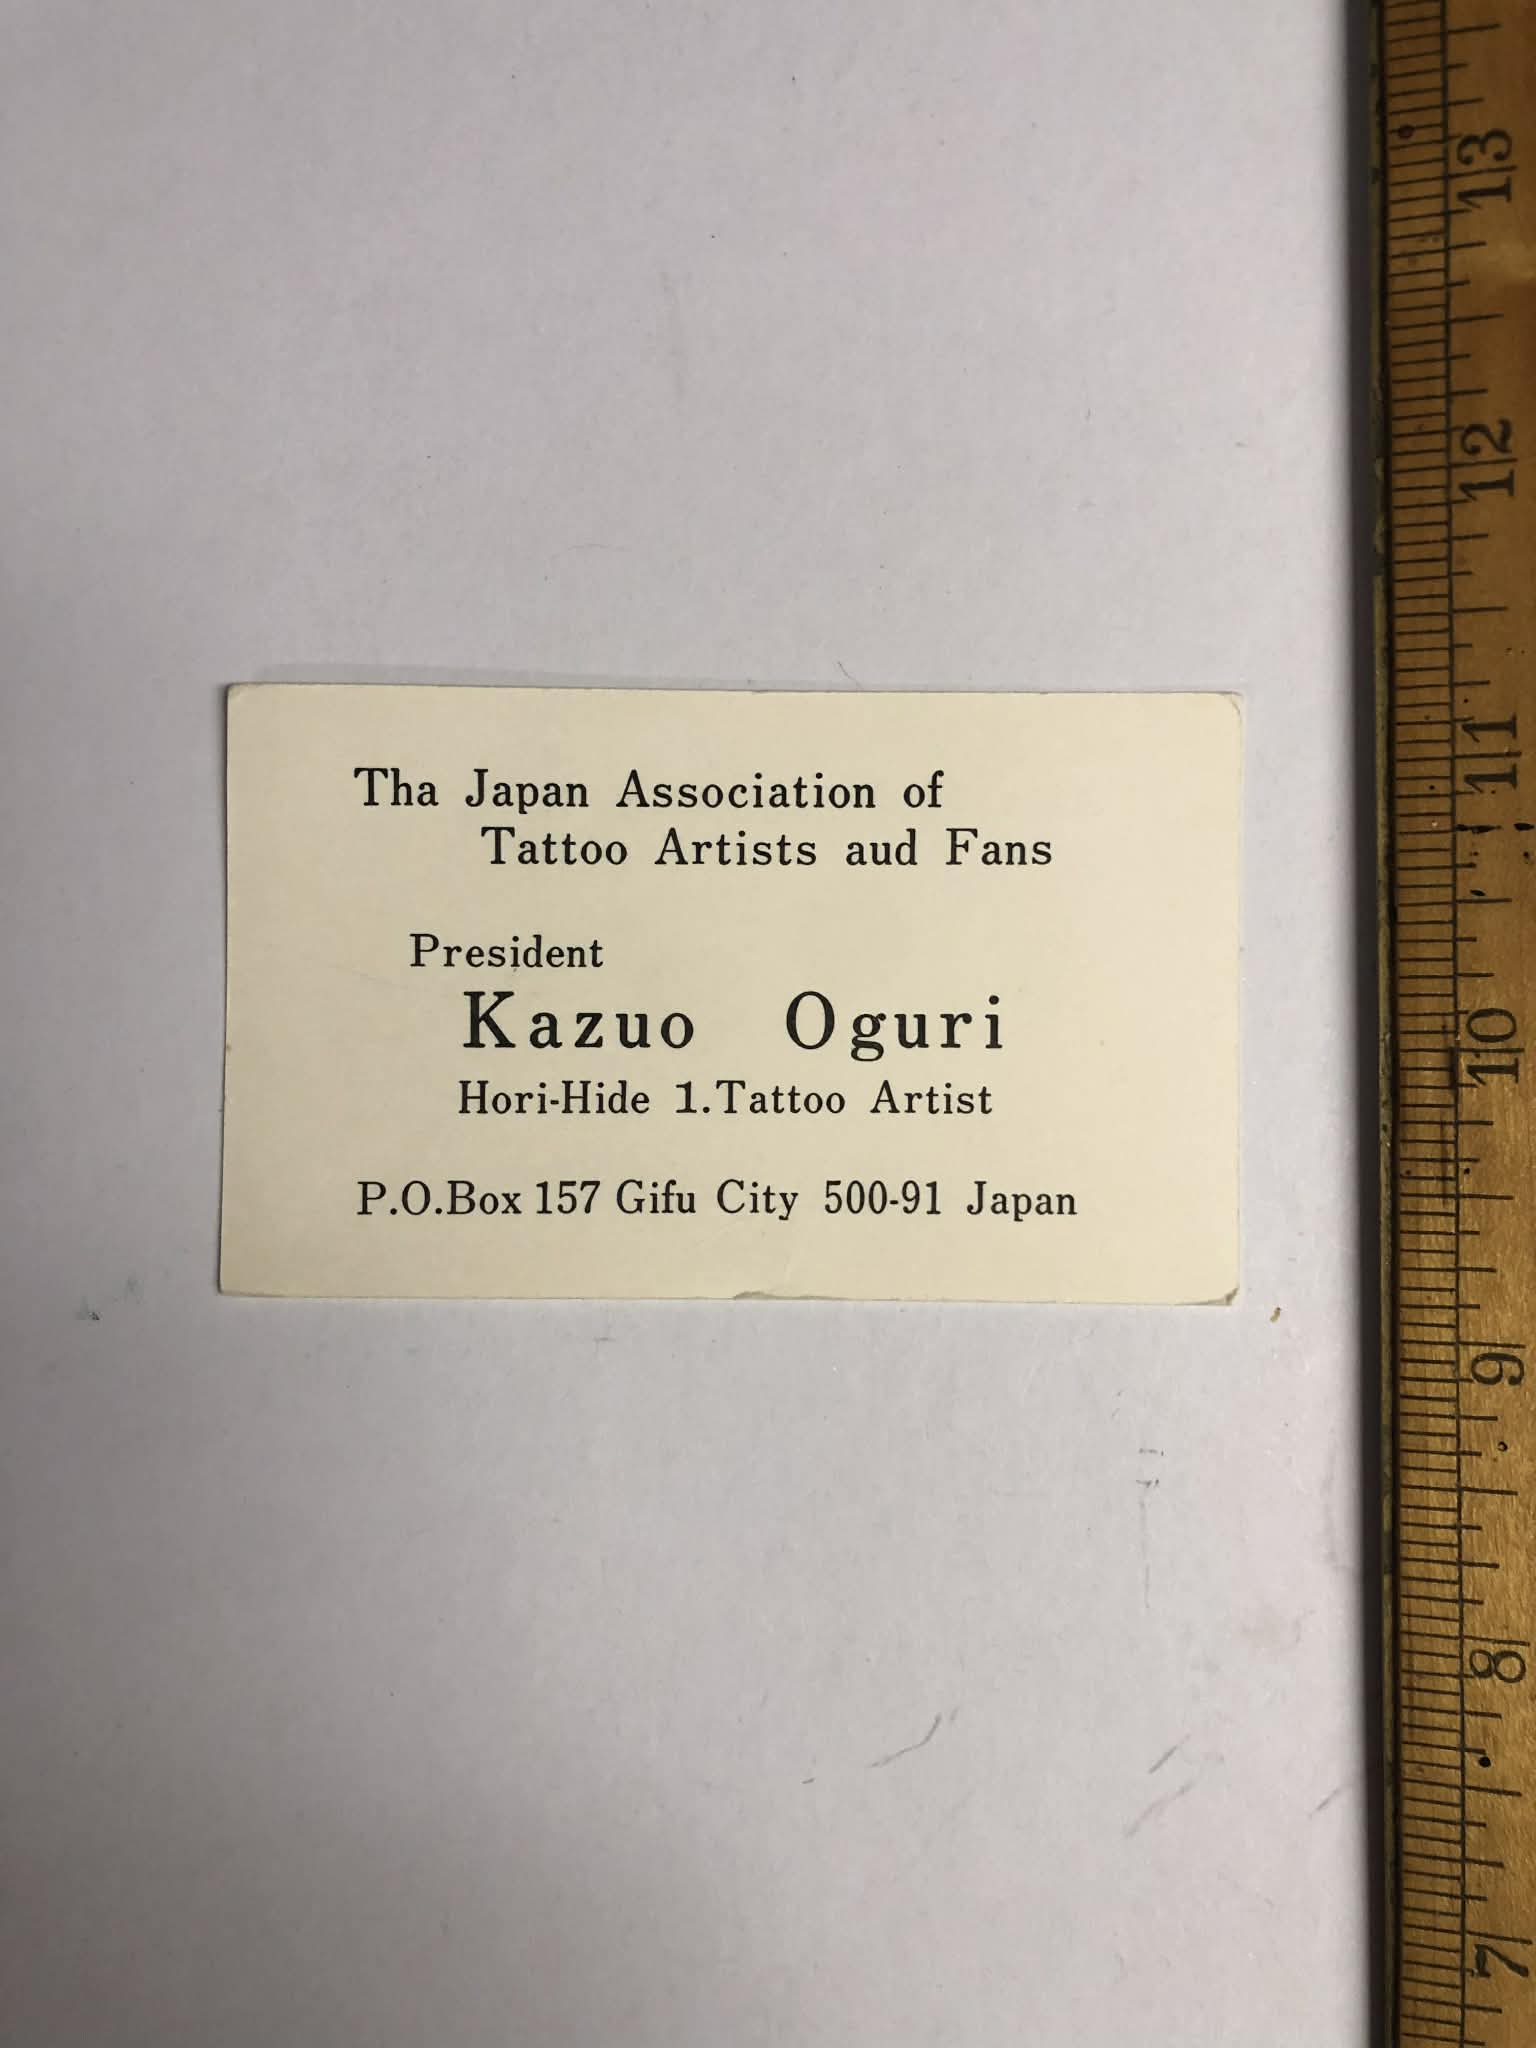 Tha Japan Association of
Tattoo Artists aud Fans
President
Kazuo Oguri
Hori-Hide 1.Tattoo Artist
P.O.Box 157 Gifu City 500-91 Japan
13
12
11
10
9
8
7